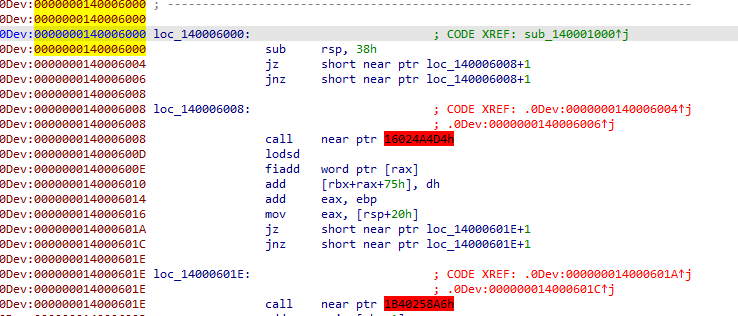 0Dev:0000000140006000 ; ---------------------------------------------------------------------------
0Dev:0000000140006000
0Dev:0000000140006000 loc_140006000: ; CODE XREF: sub_140001000↑j
0Dev:0000000140006000 sub rsp, 38h
0Dev:0000000140006004 jz short near ptr loc_140006008+1
0Dev:0000000140006006 jnz short near ptr loc_140006008+1
0Dev:0000000140006008
0Dev:0000000140006008 loc_140006008: ; CODE XREF: .0Dev:0000000140006004↑j
0Dev:0000000140006008 ; .0Dev:0000000140006006↑j
0Dev:0000000140006008 call near ptr 16024A4D4h
0Dev:000000014000600D lodsd
0Dev:000000014000600E fiadd word ptr [rax]
0Dev:0000000140006010 add [rbx+rax+75h], dh
0Dev:0000000140006014 add eax, ebp
0Dev:0000000140006016 mov eax, [rsp+20h]
0Dev:000000014000601A jz short near ptr loc_14000601E+1
0Dev:000000014000601C jnz short near ptr loc_14000601E+1
0Dev:000000014000601E
0Dev:000000014000601E loc_14000601E: ; CODE XREF: .0Dev:000000014000601A↑j
0Dev:000000014000601E ; .0Dev:000000014000601C↑j
0Dev:000000014000601E call near ptr 1B40258A6h